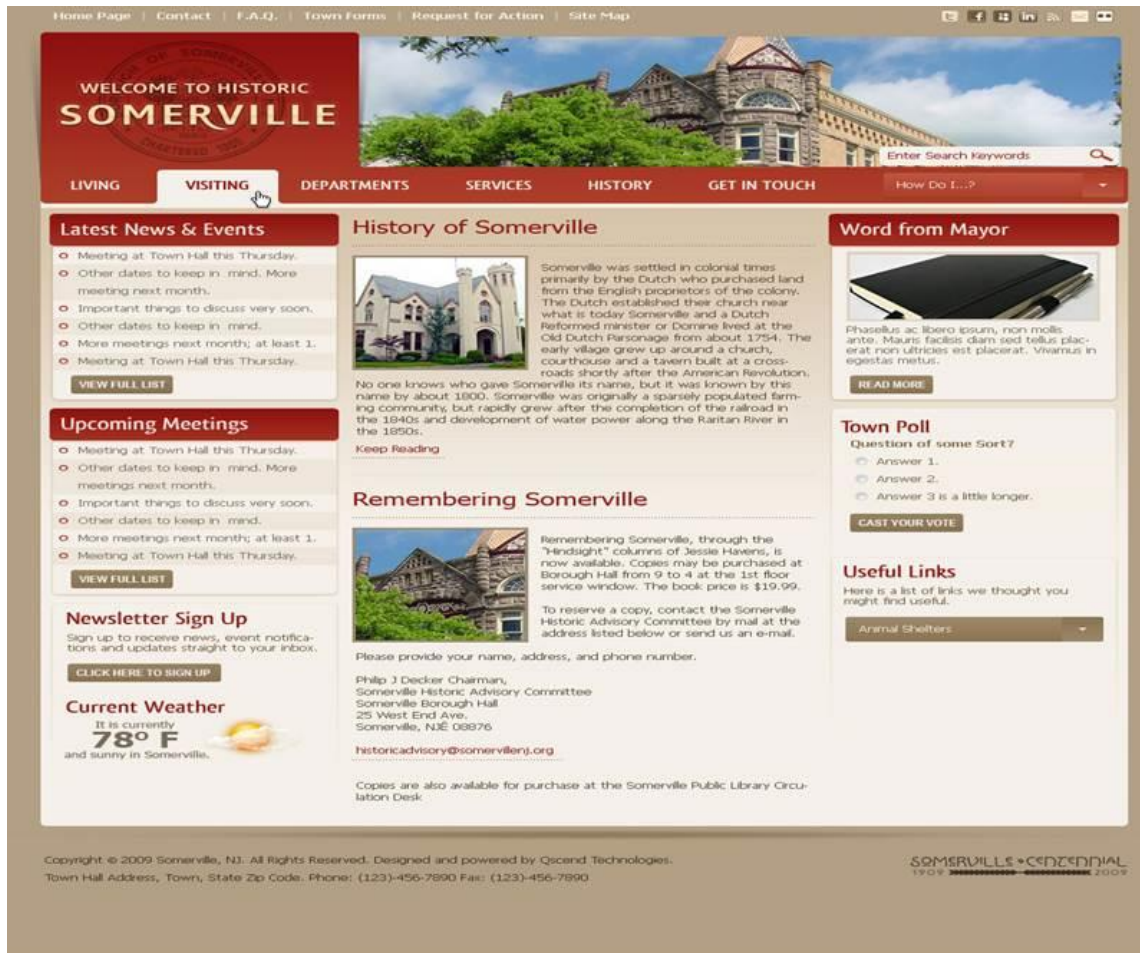 Home Page | Contact | F.A.Q. | Town Forms | Request for Action | Site Map
WELCOME TO HISTORIC
SOMERVILLE
Enter Search Keywords
LIVING VISITING DEPARTMENTS SERVICES HISTORY GET IN TOUCH How Do I...?
Latest News & Events
Meeting at Town Hall this Thursday.
Other dates to keep in mind. More
meeting next month.
Important things to discuss very soon.
Other dates to keep in mind.
More meetings next month; at least 1.
Meeting at Town Hall this Thursday.
VIEW FULL LIST
Upcoming Meetings
Meeting at Town Hall this Thursday.
Other dates to keep in mind. More
meetings next month.
Important things to discuss very soon.
Other dates to keep in mind.
More meetings next month; at least 1.
Meeting at Town Hall this Thursday.
VIEW FULL LIST
Newsletter Sign Up
Sign up to receive news, event notifica-
tions and updates straight to your inbox.
CLICK HERE TO SIGN UP
Current Weather
It is currently
78° F
and sunny in Somerville.
History of Somerville
Somerville was settled in colonial times
primarily by the Dutch who purchased land
from the English proprietors of the colony.
The Dutch established their church near
what is today Somerville and a Dutch
Reformed minister or Domine lived at the
Old Dutch Parsonage from about 1754. The
early village grew up around a church,
courthouse and a tavern built at a cross-
roads shortly after the American Revolution.
No one knows who gave Somerville its name, but it was known by this
name by about 1800. Somerville was originally a sparsely populated farm-
ing community, but rapidly grew after the completion of the railroad in
the 1840s and development of water power along the Raritan River in
the 1850s.
Keep Reading
Remembering Somerville
Remembering Somerville, through the
"Hindsight" columns of Jessie Havens, is
now available. Copies may be purchased at
Borough Hall from 9 to 4 at the 1st floor
service window. The book price is $19.99.
To reserve a copy, contact the Somerville
Historic Advisory Committee by mail at the
address listed below or send us an e-mail.
Please provide your name, address, and phone number.
Philip J Decker Chairman,
Somerville Historic Advisory Committee
Somerville Borough Hall
25 West End Ave.
Somerville, NJÊ 08876
historicadvisory@somervillenj.org
Copies are also available for purchase at the Somerville Public Library Circu-
lation Desk
Word from Mayor
Phasellus ac libero ipsum, non mollis
ante. Mauris facilisis diam sed tellus plac-
erat non ultricies est placerat. Vivamus in
egestas metus.
READ MORE
Town Poll
Question of some Sort?
Answer 1.
Answer 2.
Answer 3 is a little longer.
CAST YOUR VOTE
Useful Links
Here is a list of links we thought you
might find useful.
Animal Shelters
Copyright © 2009 Somerville, NJ. All Rights Reserved. Designed and powered by Qscend Technologies.
Town Hall Address, Town, State Zip Code. Phone: (123)-456-7890 Fax: (123)-456-7890
SOMERVILLE CENTENNIAL
1909 2009